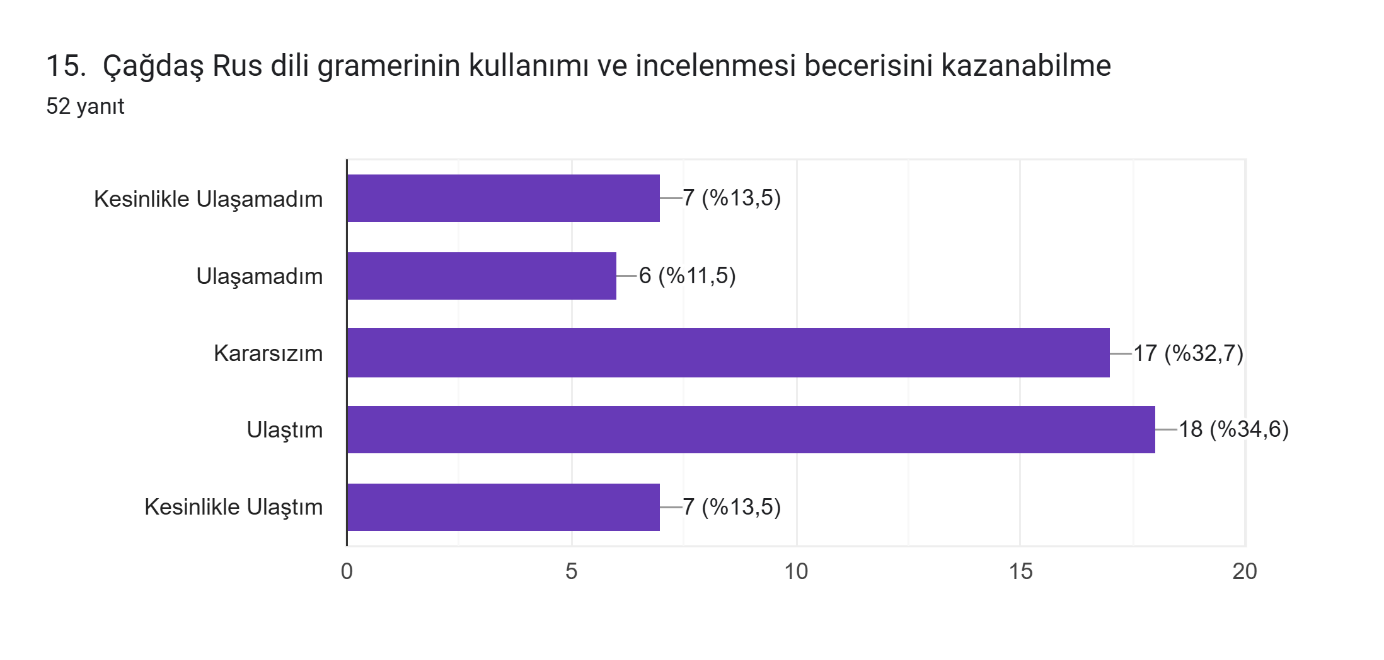 15. Çağdaş Rus dili gramerinin kullanımı ve incelenmesi becerisini kazanabilme
52 yanıt
Kesinlikle Ulaşamadım
7 (%13,5)
Ulaşamadım
6 (%11,5)
Kararsızım
17 (%32,7)
Ulaştım
18 (%34,6)
Kesinlikle Ulaştım
7 (%13,5)
0 5 10 15 20